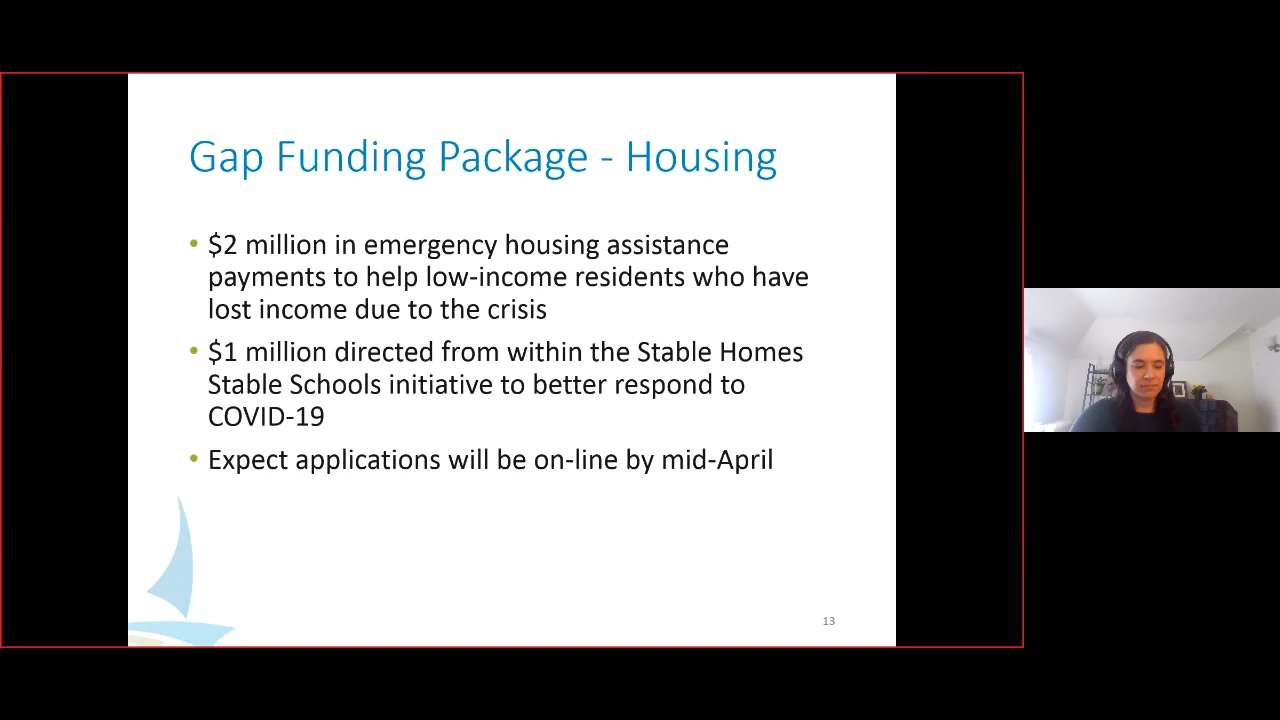 Gap Funding Package - Housing
• $2 million in emergency housing assistance
payments to help low-income residents who have
lost income due to the crisis
• $1 million directed from within the Stable Homes
Stable Schools initiative to better respond to
COVID-19
• Expect applications will be on-line by mid-April
13